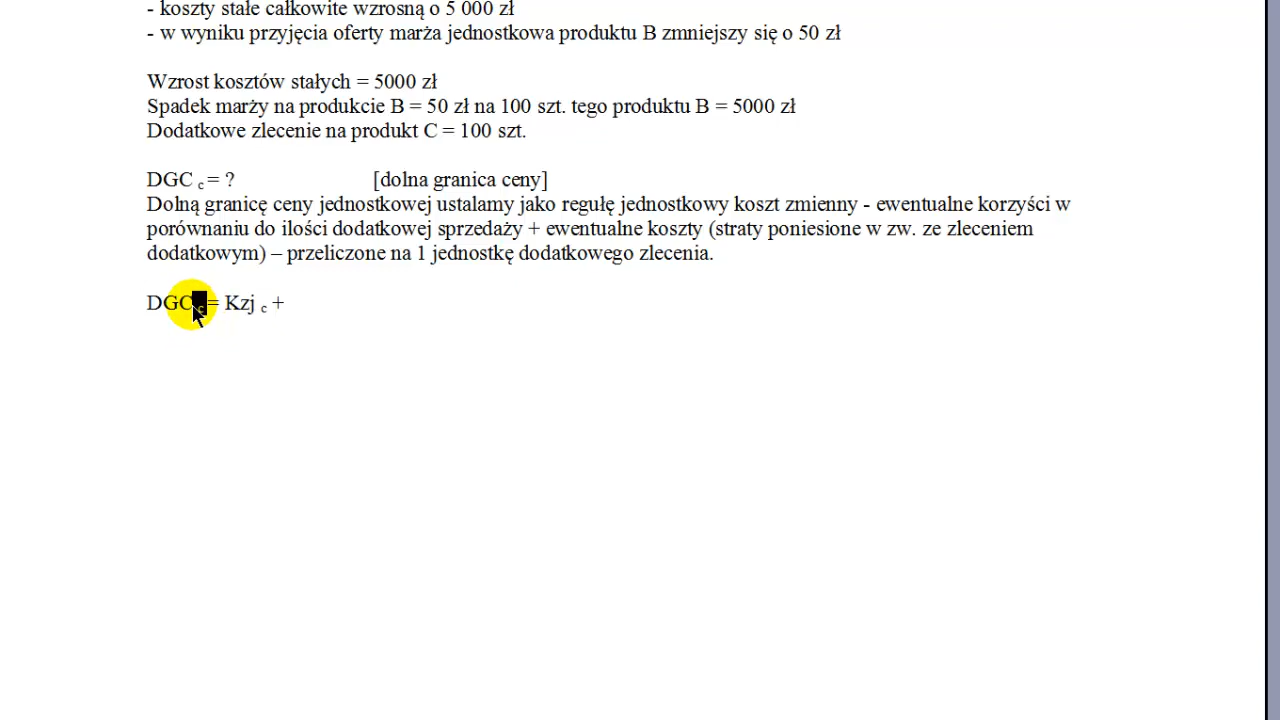 - koszty stałe całkowite wzrosną o 5 000 zł
- w wyniku przyjęcia oferty marża jednostkowa produktu B zmniejszy się o 50 zł
Wzrost kosztów stałych = 5000 zł
Spadek marży na produkcie B = 50 zł na 100 szt. tego produktu B = 5000 zł
Dodatkowe zlecenie na produkt C = 100 szt.
DGC c = ? [dolna granica ceny]
Dolną granicę ceny jednostkowej ustalamy jako regułę jednostkowy koszt zmienny - ewentualne korzyści w
porównaniu do ilości dodatkowej sprzedaży + ewentualne koszty (straty poniesione w zw. ze zleceniem
dodatkowym) – przeliczone na 1 jednostkę dodatkowego zlecenia.
DGC c = Kzj c +